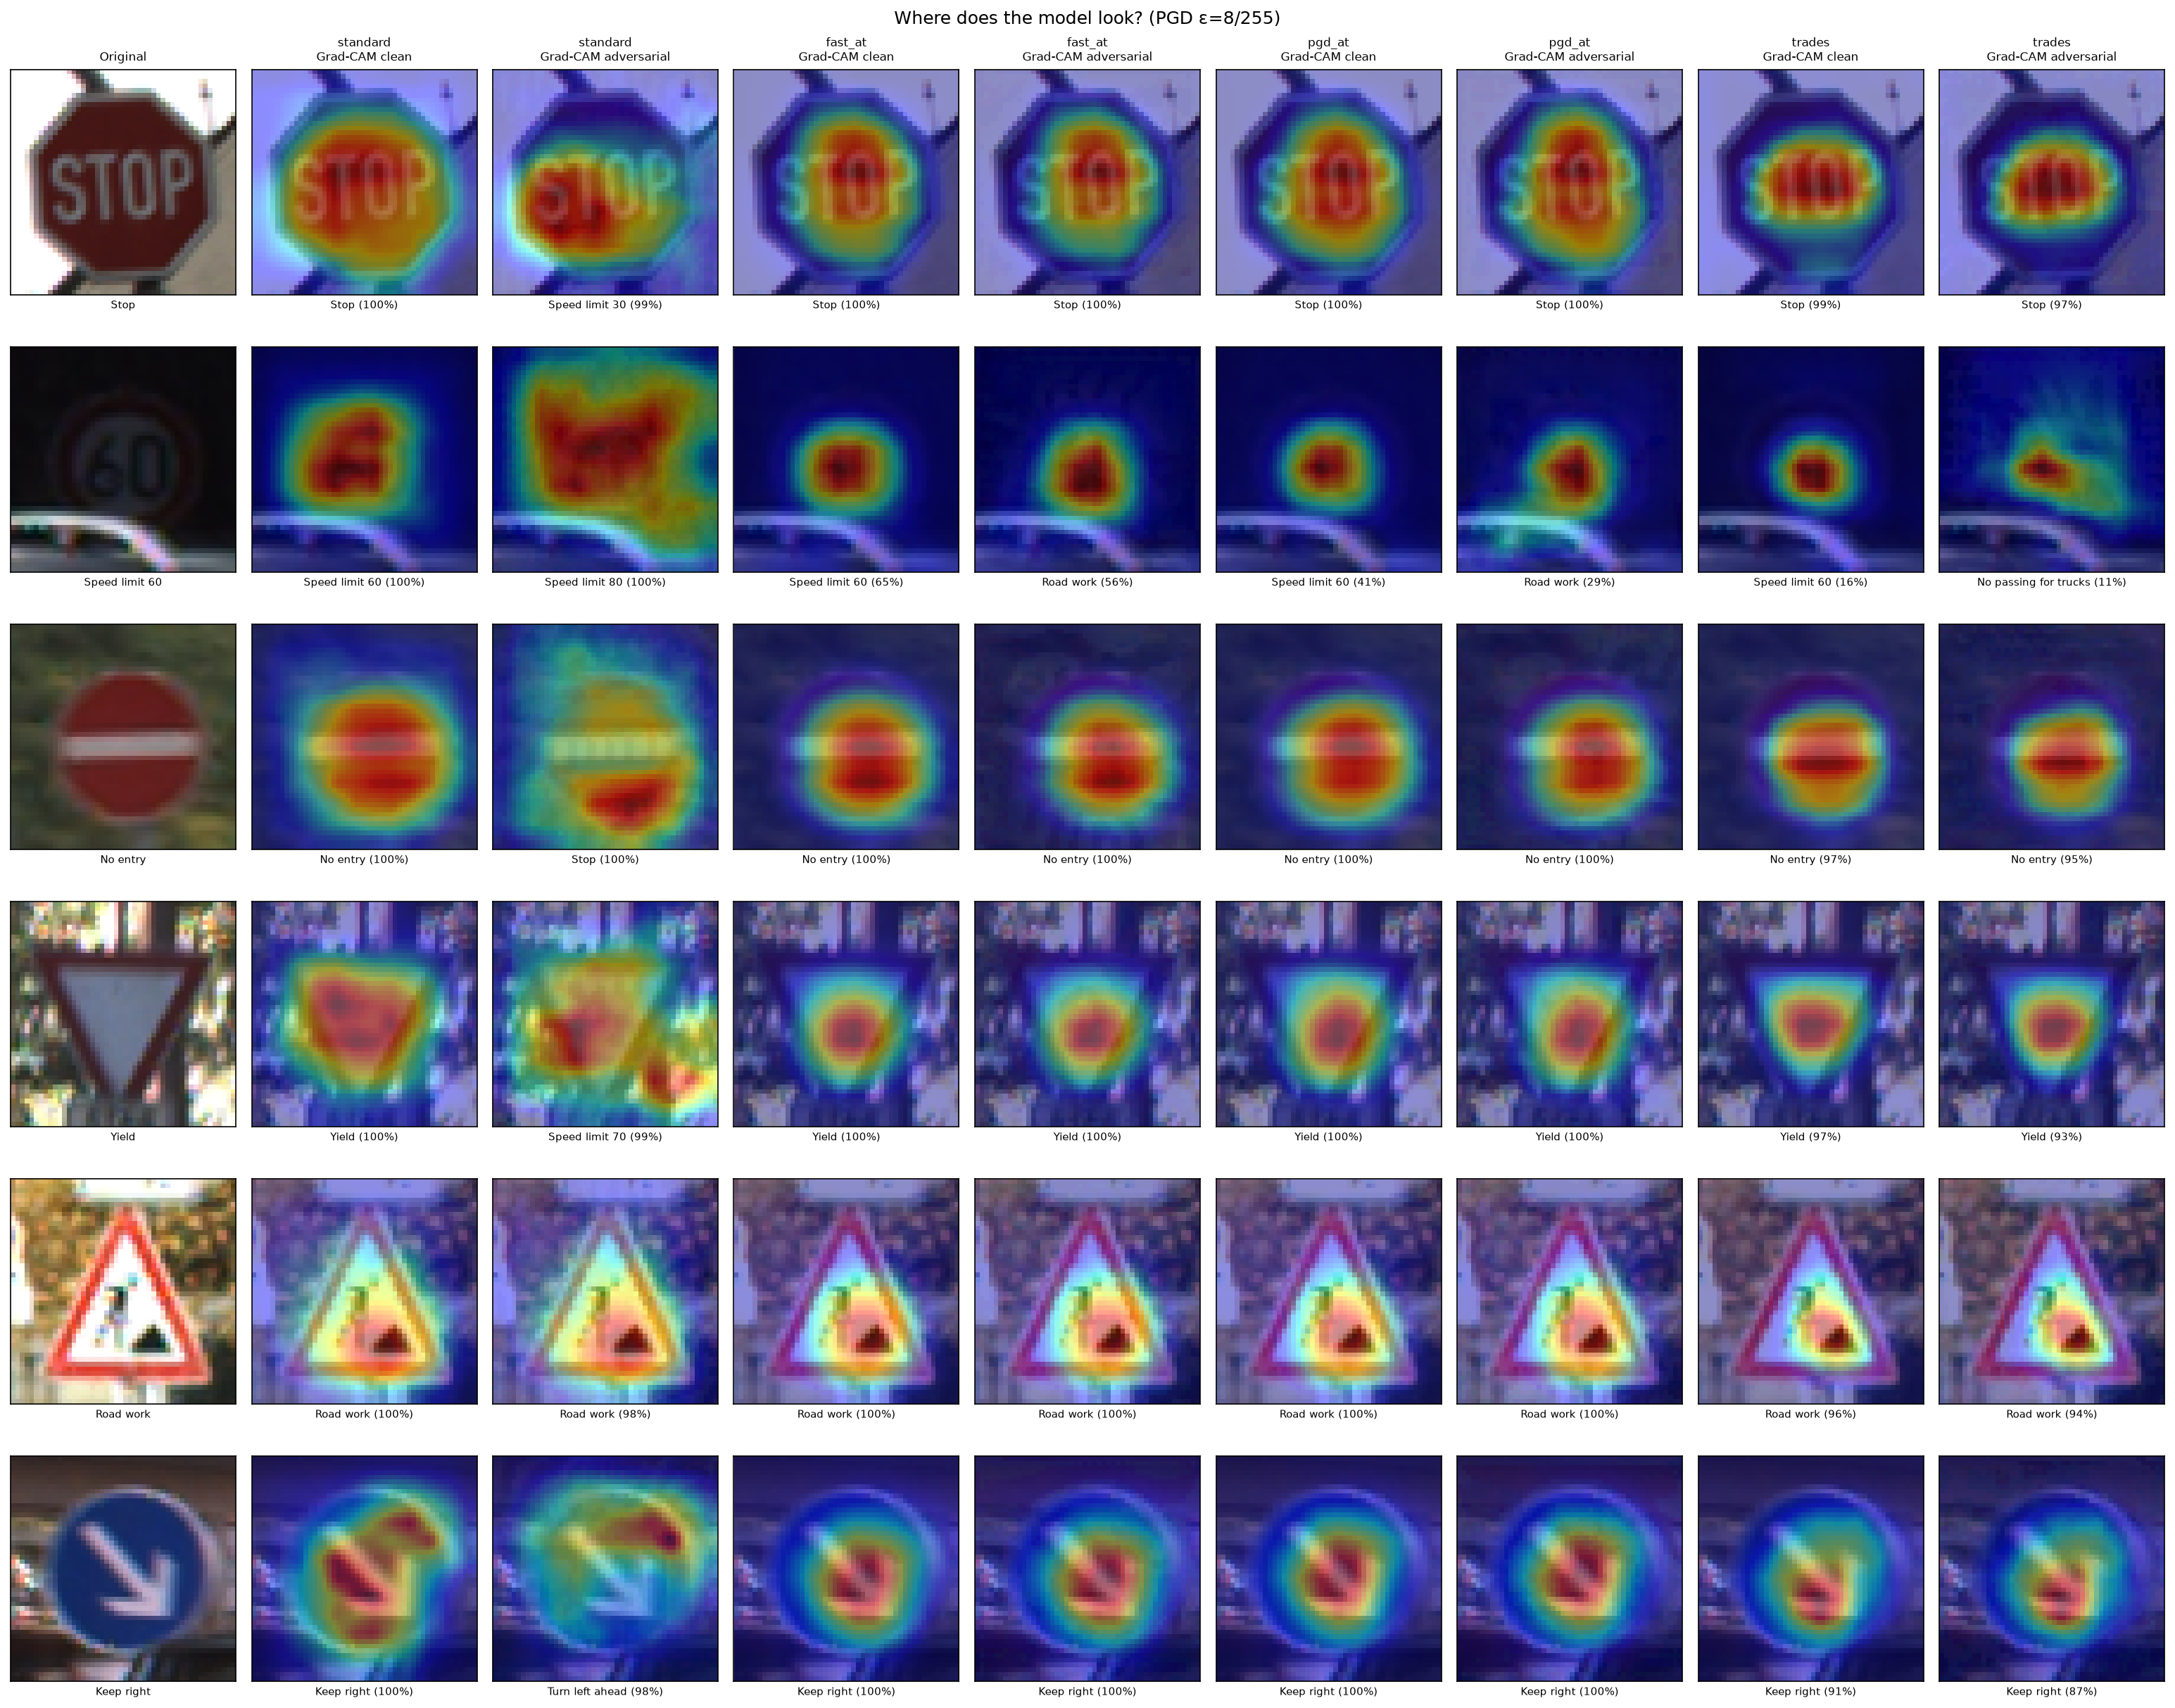 Where does the model look? (PGD ε=8/255)
Original
standard
Grad-CAM clean
standard
Grad-CAM adversarial
fast_at
Grad-CAM clean
fast_at
Grad-CAM adversarial
pgd_at
Grad-CAM clean
pgd_at
Grad-CAM adversarial
trades
Grad-CAM clean
trades
Grad-CAM adversarial
STOP
STOP
STOP
STOP
STOP
STOP
STOP
STOP
STOP
Stop
Stop (100%)
Speed limit 30 (99%)
Stop (100%)
Stop (100%)
Stop (100%)
Stop (100%)
Stop (99%)
Stop (97%)
60
Speed limit 60
Speed limit 60 (100%)
Speed limit 80 (100%)
Speed limit 60 (65%)
Road work (56%)
Speed limit 60 (41%)
Road work (29%)
Speed limit 60 (16%)
No passing for trucks (11%)
No entry
No entry (100%)
Stop (100%)
No entry (100%)
No entry (100%)
No entry (100%)
No entry (100%)
No entry (97%)
No entry (95%)
Yield
Yield (100%)
Speed limit 70 (99%)
Yield (100%)
Yield (100%)
Yield (100%)
Yield (100%)
Yield (97%)
Yield (93%)
Road work
Road work (100%)
Road work (98%)
Road work (100%)
Road work (100%)
Road work (100%)
Road work (100%)
Road work (96%)
Road work (94%)
Keep right
Keep right (100%)
Turn left ahead (98%)
Keep right (100%)
Keep right (100%)
Keep right (100%)
Keep right (100%)
Keep right (91%)
Keep right (87%)